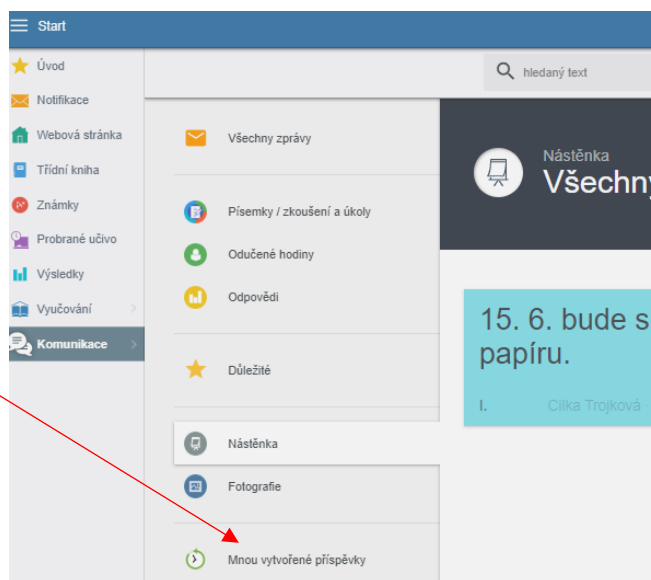 Start
Úvod
Notifikace
Webová stránka
Třídní kniha
Známky
Probrané učivo
Výsledky
Vyučování
Komunikace
Všechny zprávy
Písemky / zkoušení a úkoly
Odučené hodiny
Odpovědi
Důležité
Nástěnka
Fotografie
Mnou vytvořené příspěvky
hledaný text
Nástěnka
Všechny
15. 6. bude s
papíru.
I. Cilka Trojková